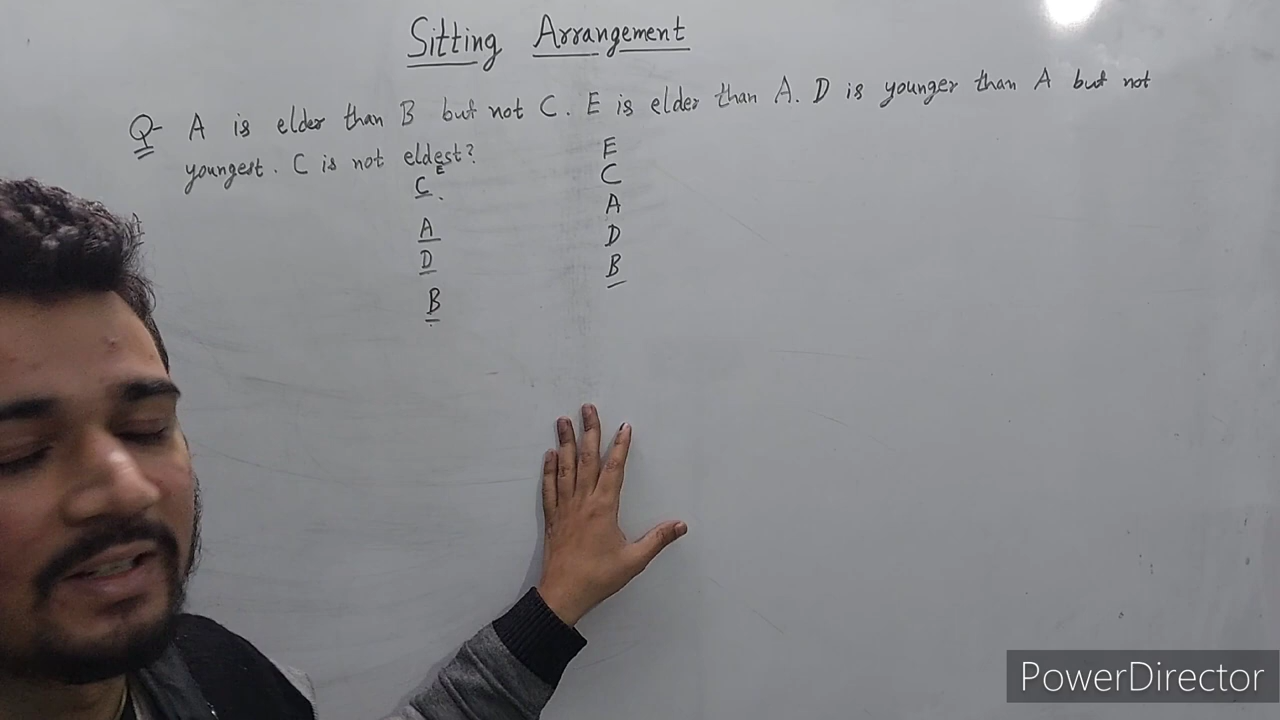 Sitting Arrangement
Q- A is elder than B but not C. E is elder than A. D is younger than A but not
youngest. C is not eldest?
C E
A
D
B
E
C
A
D
B
PowerDirector